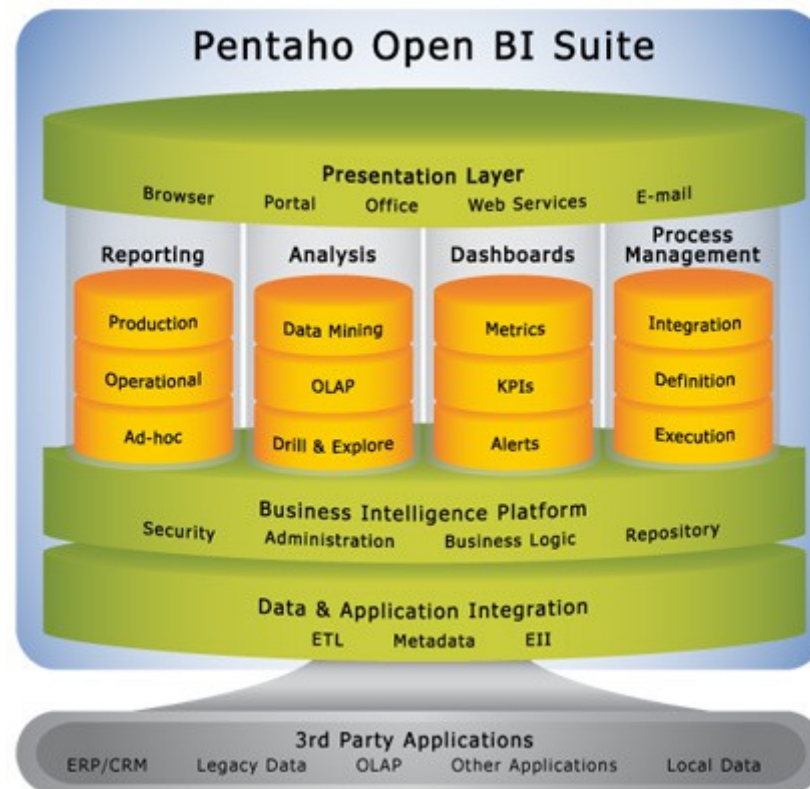 Pentaho Open BI Suite
Presentation Layer
Browser Portal Office Web Services E-mail
Reporting
Production
Operational
Ad-hoc
Analysis
Data Mining
OLAP
Drill & Explore
Dashboards
Metrics
KPIs
Alerts
Process
Management
Integration
Definition
Execution
Business Intelligence Platform
Security Administration Business Logic Repository
Data & Application Integration
ETL Metadata EII
3rd Party Applications
ERP/CRM Legacy Data OLAP Other Applications Local Data